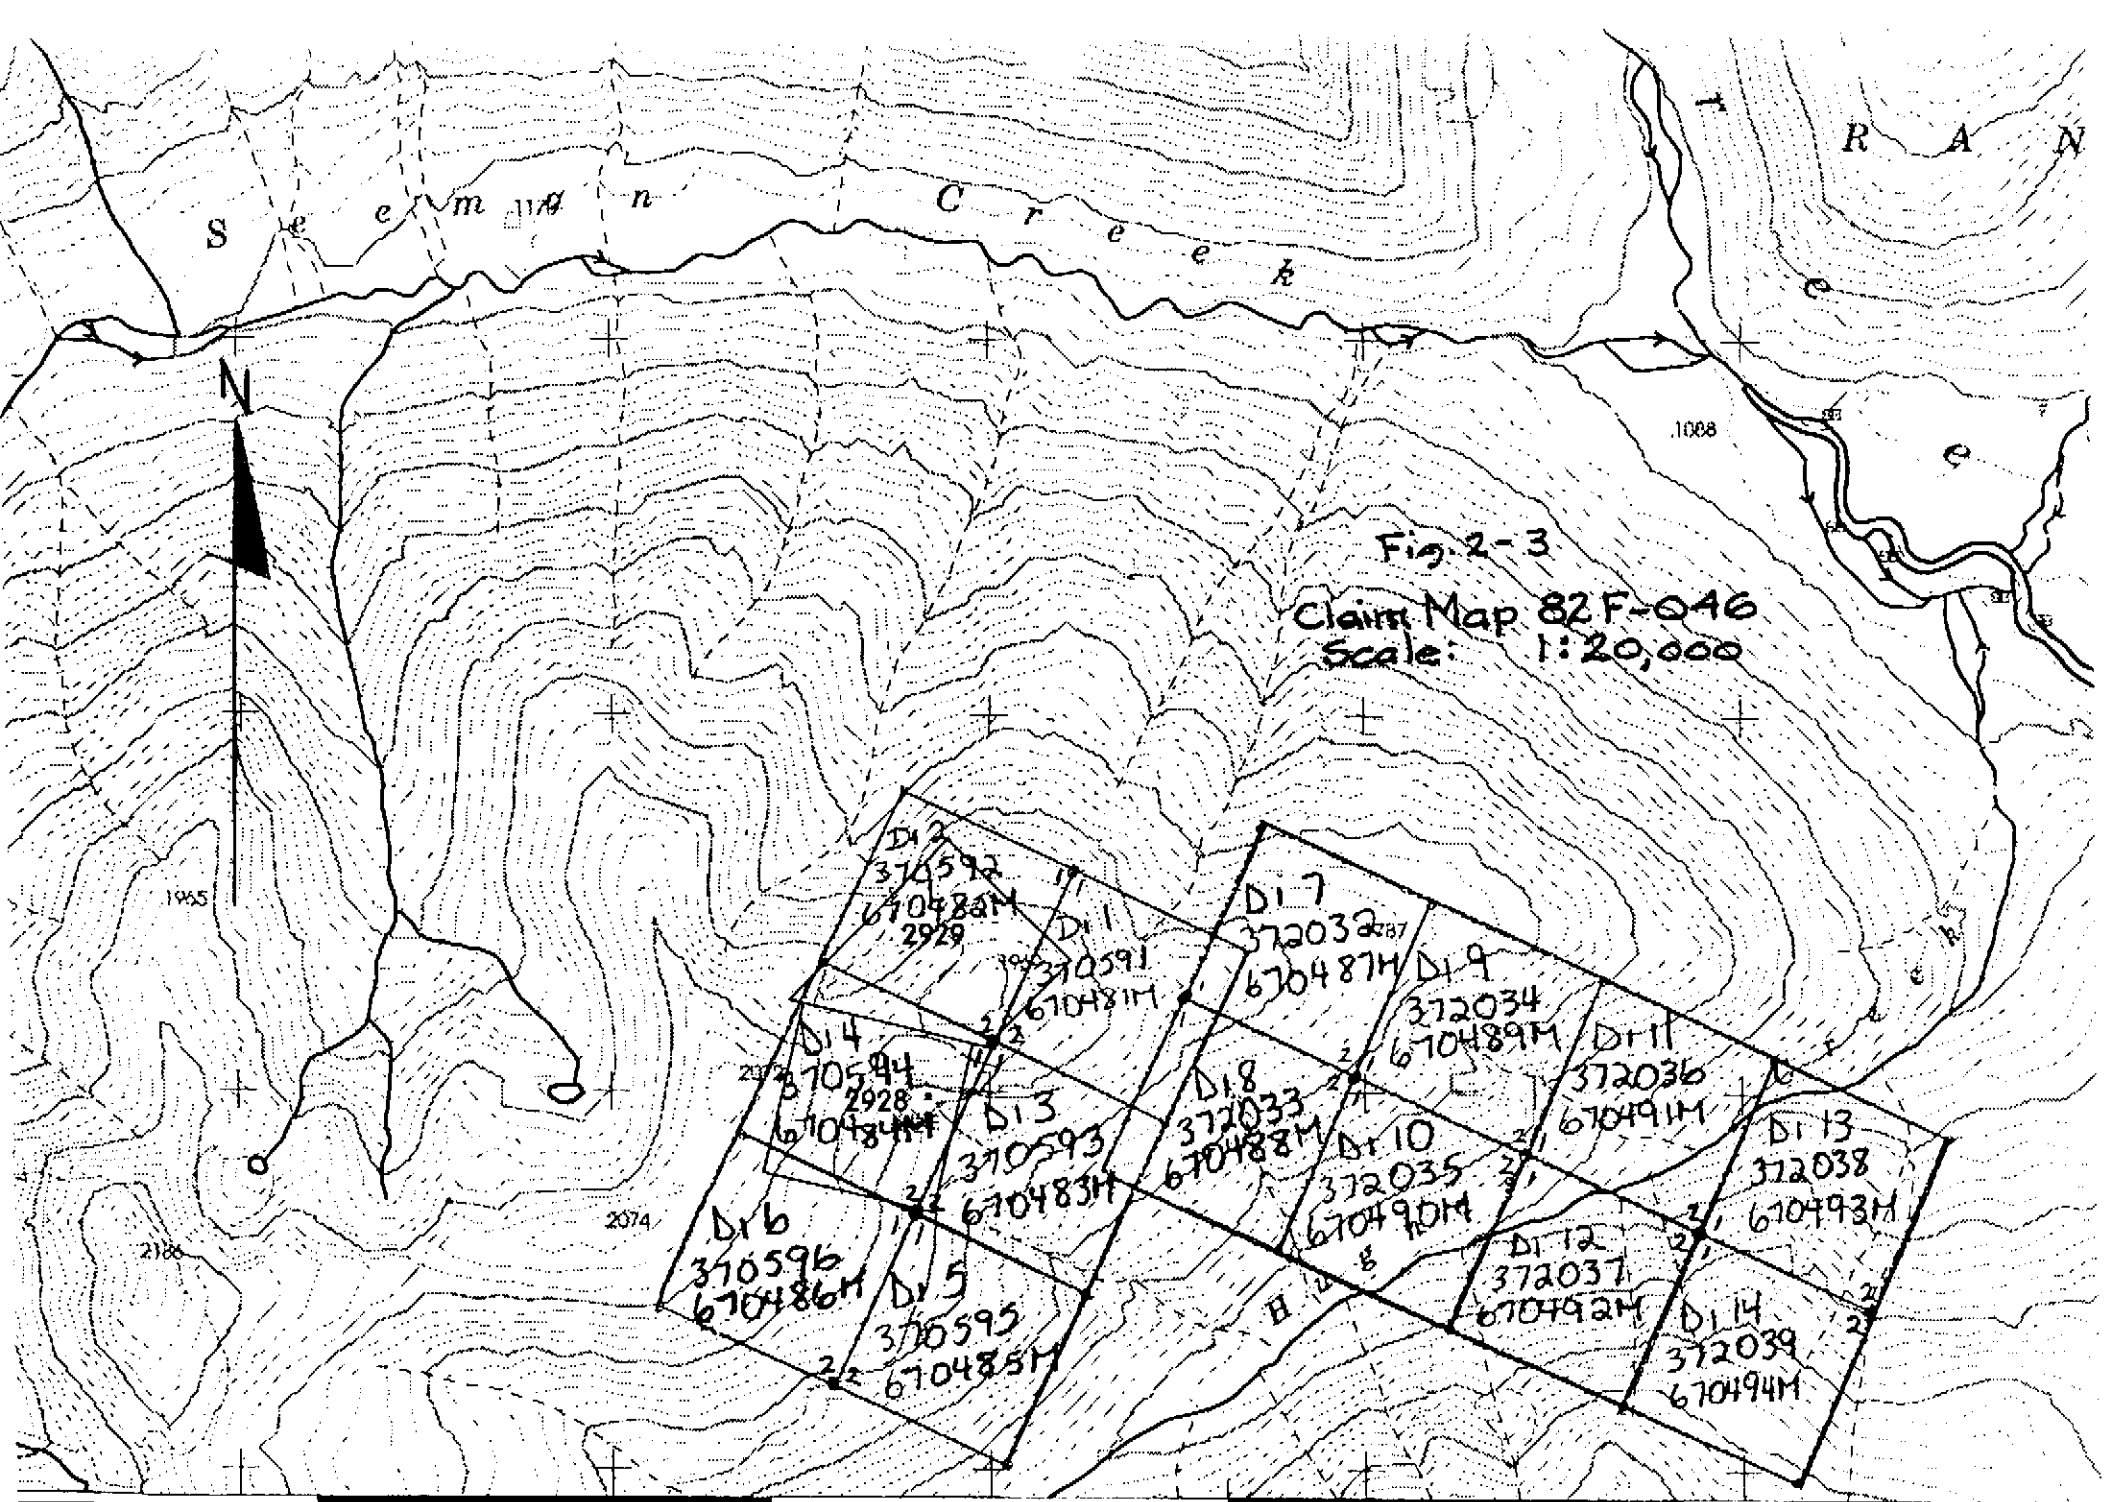 R A N
S e e m a n C r e e k
N
1088
e
e
Fig. 2-3
Claim Map 82F-046
Scale: 1:20,000
1965
Di 2
370592
670482M
2929
Di 1
370591
670481M
Di 7
372032
670487M
Di 9
372034
670489M
Di 11
372036
670491M
Di 13
372038
670493M
Di 4
370594
2928
670484M
Di 3
370593
670483M
Di 8
372033
670488M
Di 10
372035
670490M
Di 12
372037
670492M
Di 14
372039
670494M
Di 6
370596
670486M
Di 5
370595
670485M
2074
H u g h